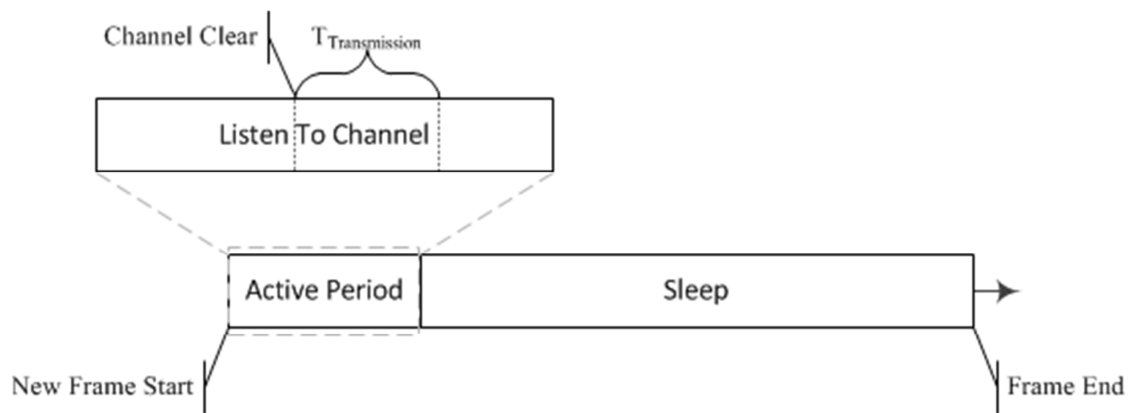 Channel Clear
TTransmission
Listen To Channel
Active Period
Sleep
New Frame Start
Frame End